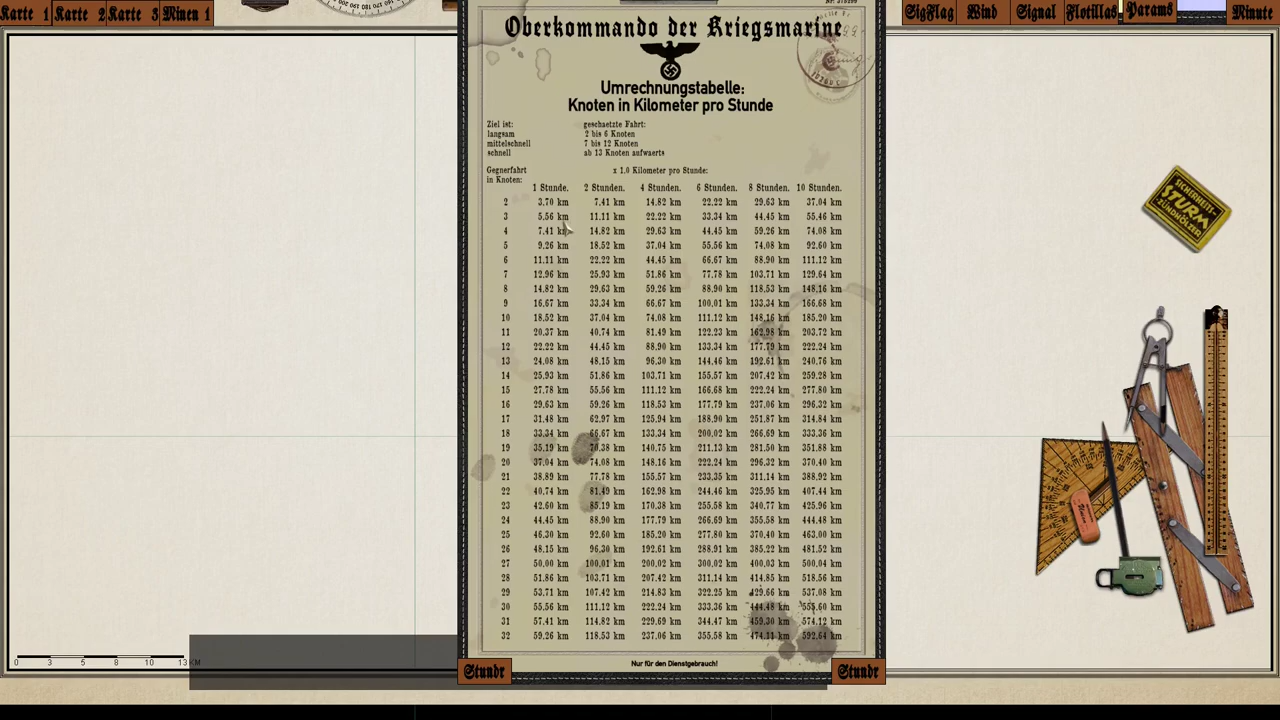 Karte 1 Karte 2 Karte 3 Minen 1
SigFlag Wind Signal Flotillas Params Minute
Oberkommando der Kriegsmarine
Umrechnungstabelle:
Knoten in Kilometer pro Stunde
Ziel ist: geschaetzte Fahrt:
langsam 2 bis 6 Knoten
mittelschnell 7 bis 12 Knoten
schnell ab 13 Knoten aufwaerts
Gegnerfahrt x 1.0 Kilometer pro Stunde:
in Knoten:
1 Stunde. 2 Stunden. 4 Stunden. 6 Stunden. 8 Stunden. 10 Stunden.
2 3,70 km 7.41 km 14.82 km 22.22 km 29.63 km 37.04 km
3 5,56 km 11.11 km 22.22 km 33.34 km 44.45 km 55.46 km
4 7,41 km 14.82 km 29.63 km 44.45 km 59.26 km 74.08 km
5 9,26 km 18.52 km 37.04 km 55.56 km 74.08 km 92.60 km
6 11.11 km 22.22 km 44.45 km 66.67 km 88.90 km 111.12 km
7 12.96 km 25.93 km 51.86 km 77.78 km 103.71 km 129.64 km
8 14.82 km 29.63 km 59.26 km 88.90 km 118.53 km 148.16 km
9 16.67 km 33.34 km 66.67 km 100,01 km 133.34 km 166.68 km
10 18.52 km 37.04 km 74.08 km 111.12 km 148.16 km 185.20 km
11 20.37 km 40.74 km 81.49 km 122.23 km 162.98 km 203.72 km
12 22.22 km 44.45 km 88.90 km 133.34 km 177.79 km 222.24 km
13 24.08 km 48.15 km 96.30 km 144.46 km 192.61 km 240.76 km
14 25.93 km 51.86 km 103.71 km 155.57 km 207.42 km 259.28 km
15 27.78 km 55.56 km 111.12 km 166.68 km 222.24 km 277.80 km
16 29.63 km 59.26 km 118.53 km 177.79 km 237.06 km 296.32 km
17 31.48 km 62.97 km 125.94 km 188.90 km 251.87 km 314.84 km
18 33.34 km 66.67 km 133.34 km 200,02 km 266.69 km 333.36 km
19 35.19 km 70.38 km 140.75 km 211.13 km 281.50 km 351.88 km
20 37.04 km 74.08 km 148.16 km 222.24 km 296.32 km 370.40 km
21 38.89 km 77.78 km 155.57 km 233.35 km 311.14 km 388.92 km
22 40.74 km 81.49 km 162.98 km 244.46 km 325.95 km 407.44 km
23 42.60 km 85.19 km 170.38 km 255.58 km 340.77 km 425.96 km
24 44.45 km 88.90 km 177.79 km 266.69 km 355.58 km 444.48 km
25 46.30 km 92.60 km 185.20 km 277.80 km 370.40 km 463.00 km
26 48.15 km 96.30 km 192.61 km 288.91 km 385.22 km 481.52 km
27 50,00 km 100.01 km 200.02 km 300.02 km 400.03 km 500,04 km
28 51.86 km 103.71 km 207.42 km 311.14 km 414.85 km 518.56 km
29 53.71 km 107.42 km 214.83 km 322.25 km 429.66 km 537.08 km
30 55.56 km 111.12 km 222.24 km 333.36 km 444.48 km 555.60 km
31 57.41 km 114.82 km 229.69 km 344.47 km 459.30 km 574.12 km
32 59.26 km 118.53 km 237.06 km 355.58 km 474.11 km 592.64 km
Nur für den Dienstgebrauch!
Stundr Stundr
0 3 5 8 10 13 KM
SICHERHEITS-
STURM
ZÜNDHÖLZER